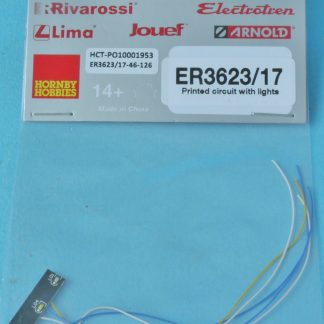 Rivarossi Electrotren
Lima Jouef ARNOLD
HCT-PO10001953
ER3623/17-46-126
HORNBY
HOBBIES
14+
Made in China
ER3623/17
Printed circuit with lights